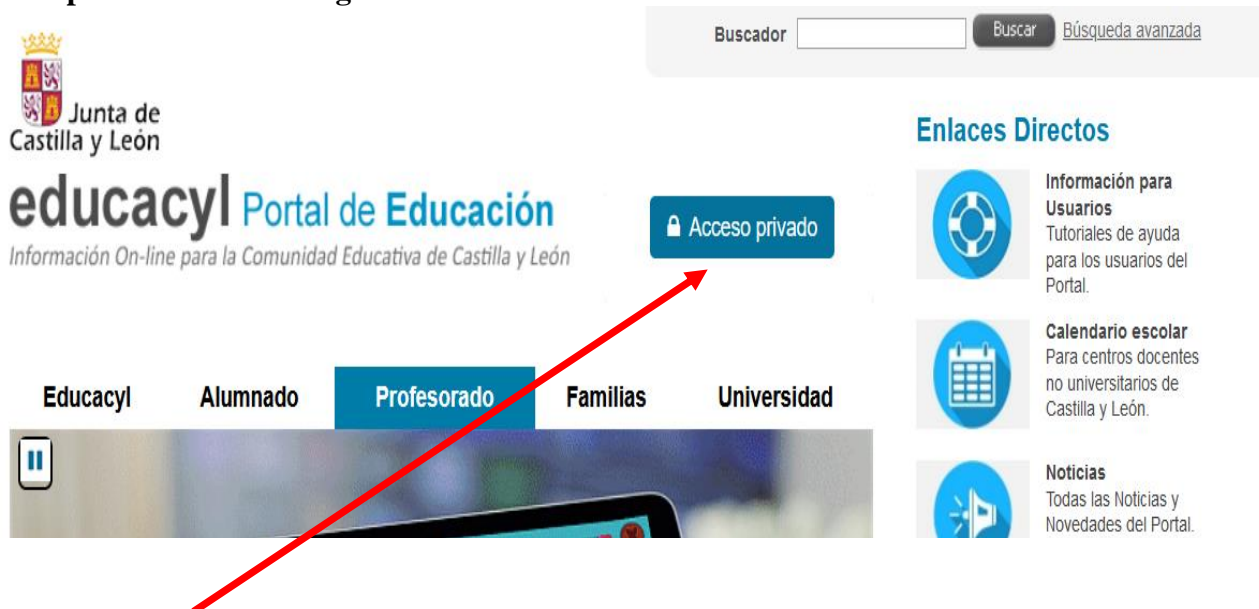 Buscador Buscar Búsqueda avanzada
Junta de
Castilla y León
educacyl Portal de Educación
Información On-line para la Comunidad Educativa de Castilla y León
Acceso privado
Educacyl Alumnado Profesorado Familias Universidad
Enlaces Directos
Información para
Usuarios
Tutoriales de ayuda
para los usuarios del
Portal.
Calendario escolar
Para centros docentes
no universitarios de
Castilla y León.
Noticias
Todas las Noticias y
Novedades del Portal.